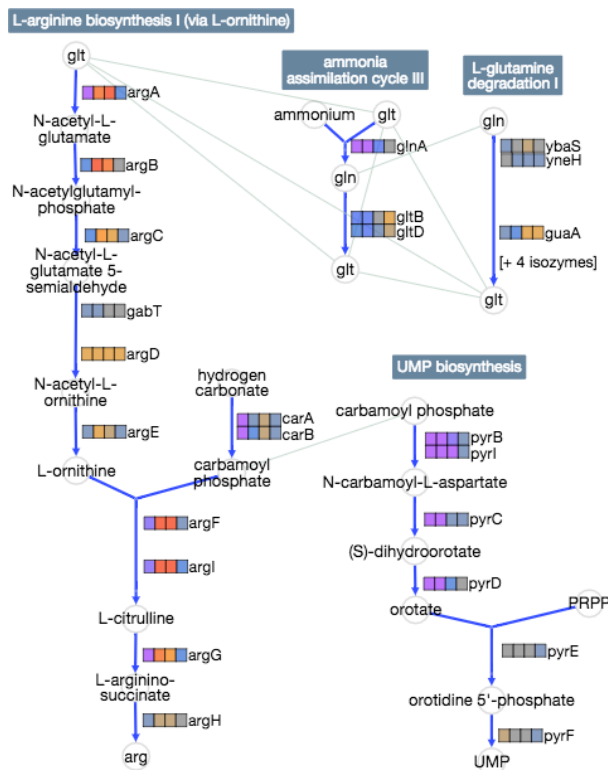 L-arginine biosynthesis I (via L-ornithine)
glt
argA
N-acetyl-L-
glutamate
argB
N-acetylglutamyl-
phosphate
argC
N-acetyl-L-
glutamate 5-
semialdehyde
gabT
argD
N-acetyl-L-
ornithine
argE
L-ornithine
hydrogen
carbonate
carA
carB
carbamoyl
phosphate
argF
argI
L-citrulline
argG
L-arginino-
succinate
argH
arg
ammonia
assimilation cycle III
ammonium
glt
glnA
gln
gltB
gltD
glt
L-glutamine
degradation I
gln
ybaS
yneH
guaA
[+ 4 isozymes]
glt
UMP biosynthesis
carbamoyl phosphate
pyrB
pyrI
N-carbamoyl-L-aspartate
pyrC
(S)-dihydroorotate
pyrD
orotate
PRPP
pyrE
orotidine 5'-phosphate
pyrF
UMP